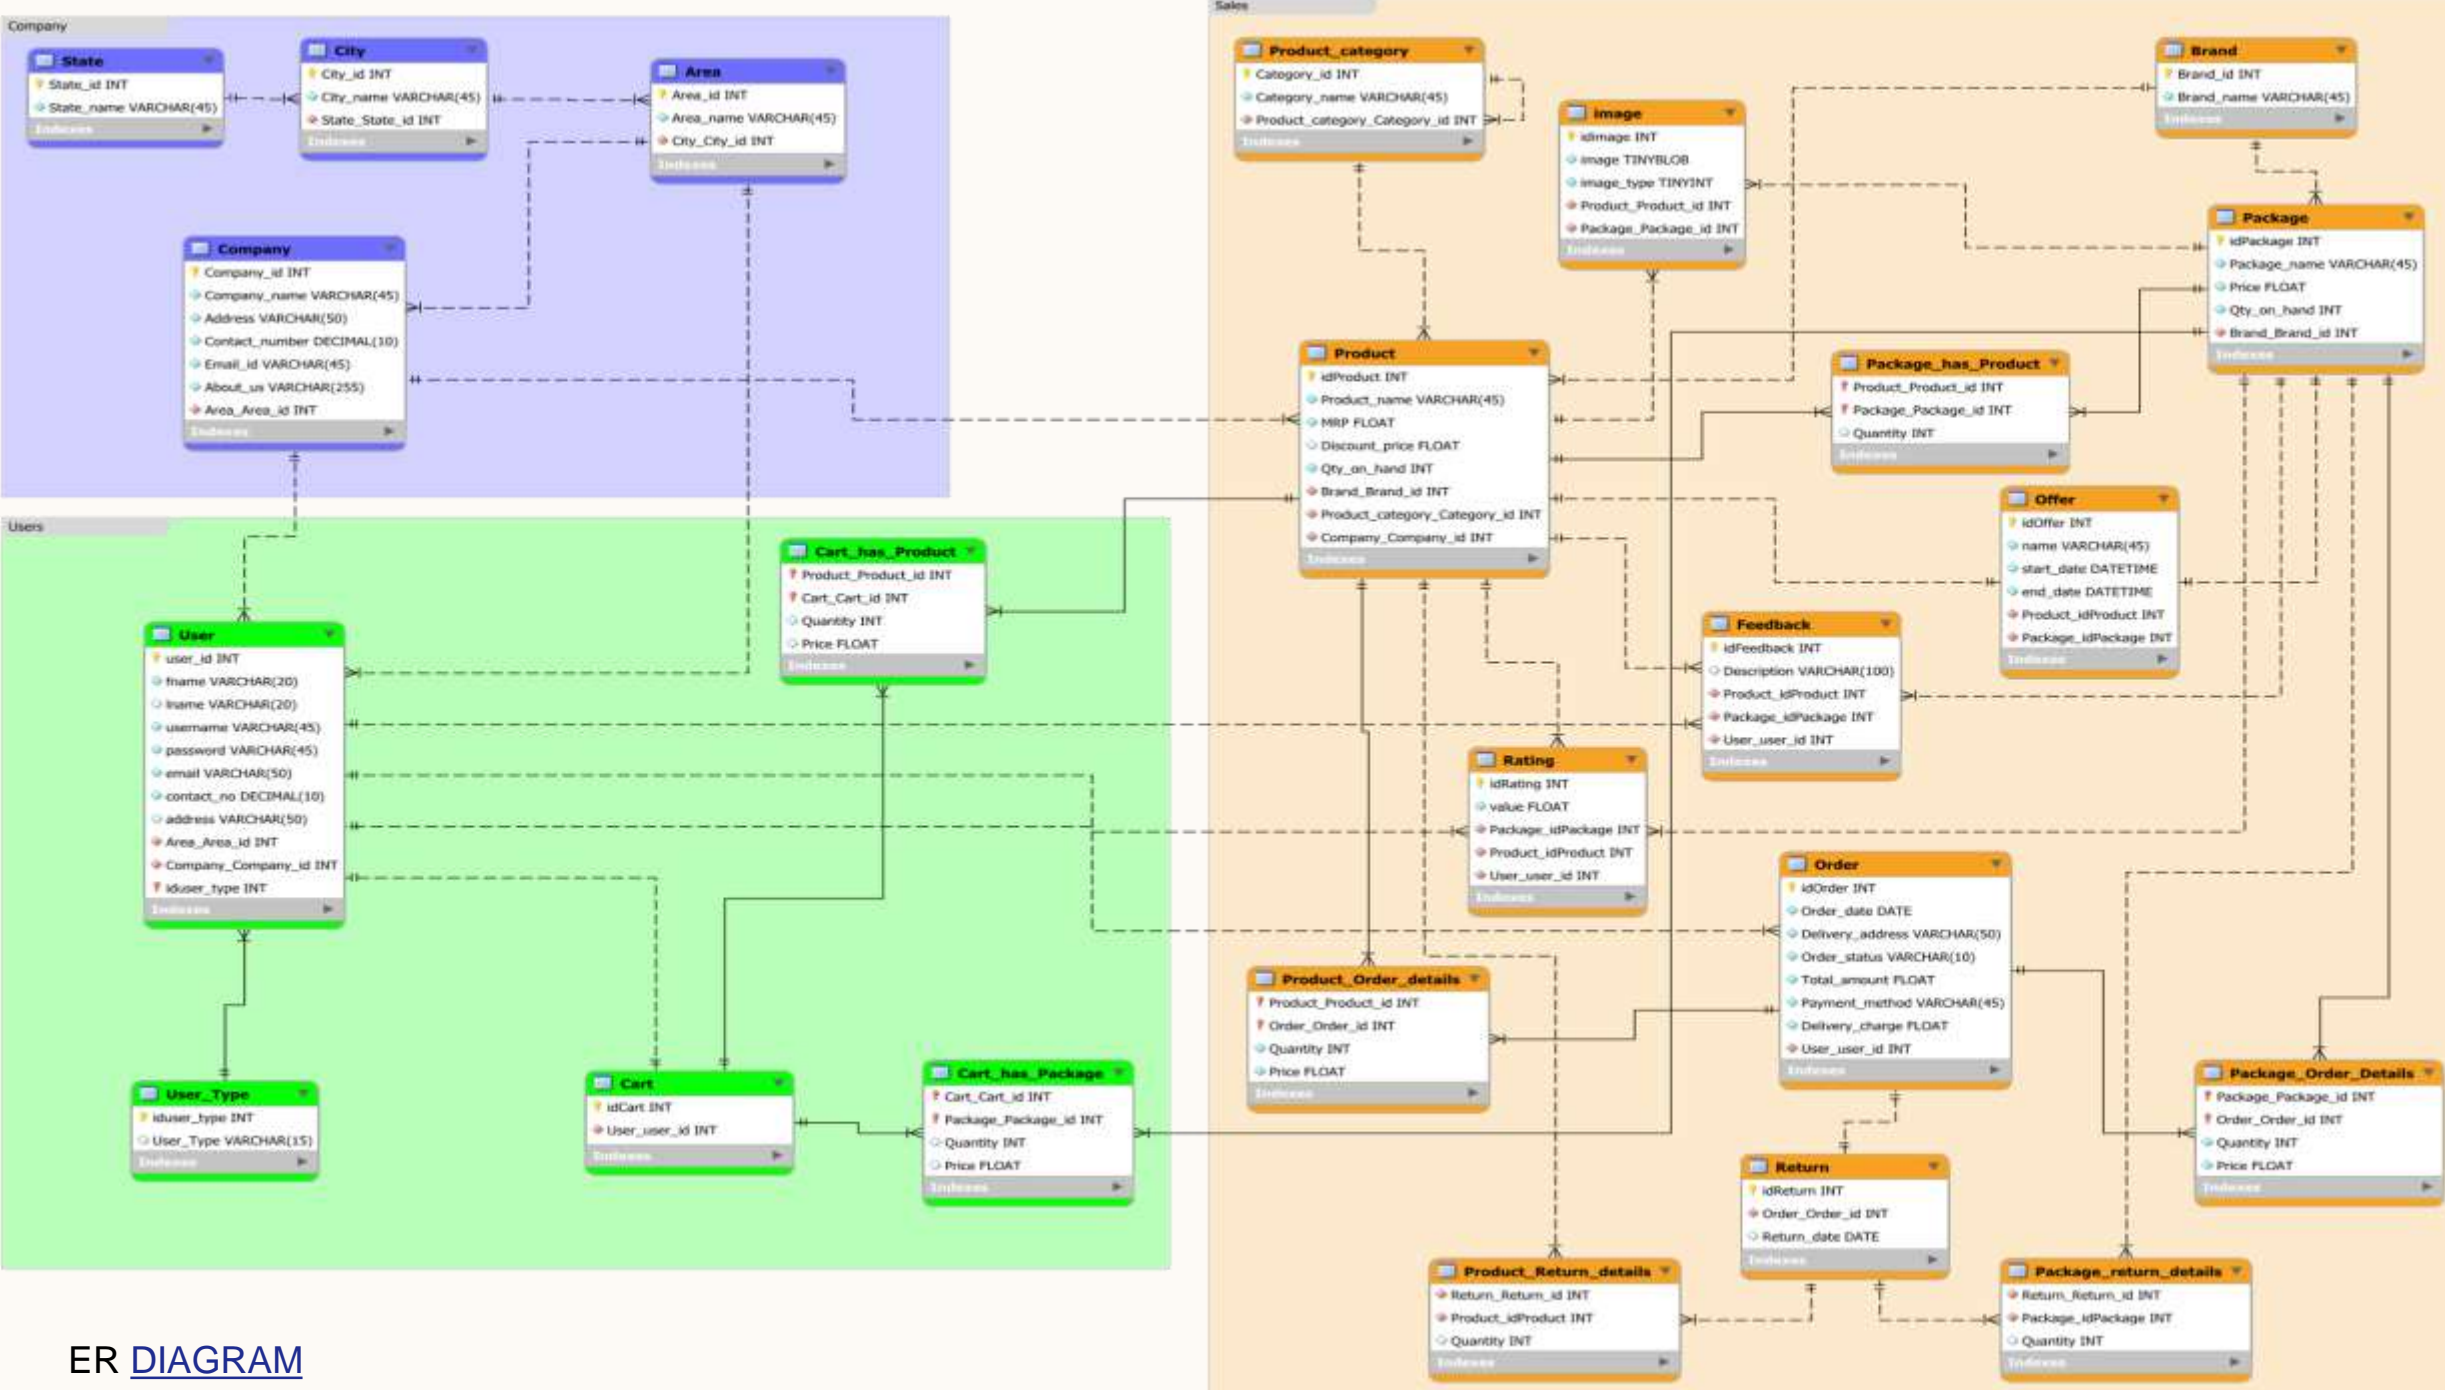 Company
State
State_id INT
State_name VARCHAR(45)
Indexes
City
City_id INT
City_name VARCHAR(45)
State_State_id INT
Indexes
Area
Area_id INT
Area_name VARCHAR(45)
City_City_id INT
Indexes
Company
Company_id INT
Company_name VARCHAR(45)
Address VARCHAR(50)
Contact_number DECIMAL(10)
Email_id VARCHAR(45)
About_us VARCHAR(255)
Area_Area_id INT
Indexes
Users
User
user_id INT
fname VARCHAR(20)
lname VARCHAR(20)
username VARCHAR(45)
password VARCHAR(45)
email VARCHAR(50)
contact_no DECIMAL(10)
address VARCHAR(50)
Area_Area_id INT
Company_Company_id INT
iduser_type INT
Indexes
Cart_has_Product
Product_Product_id INT
Cart_Cart_id INT
Quantity INT
Price FLOAT
Indexes
User_Type
iduser_type INT
User_Type VARCHAR(15)
Indexes
Cart
idCart INT
User_user_id INT
Indexes
Cart_has_Package
Cart_Cart_id INT
Package_Package_id INT
Quantity INT
Price FLOAT
Indexes
Sales
Product_category
Category_id INT
Category_name VARCHAR(45)
Product_category_Category_id INT
Indexes
image
idimage INT
image TINYBLOB
image_type TINYINT
Product_Product_id INT
Package_Package_id INT
Indexes
Brand
Brand_id INT
Brand_name VARCHAR(45)
Indexes
Package
idPackage INT
Package_name VARCHAR(45)
Price FLOAT
Qty_on_hand INT
Brand_Brand_id INT
Indexes
Product
idProduct INT
Product_name VARCHAR(45)
MRP FLOAT
Discount_price FLOAT
Qty_on_hand INT
Brand_Brand_id INT
Product_category_Category_id INT
Company_Company_id INT
Indexes
Package_has_Product
Product_Product_id INT
Package_Package_id INT
Quantity INT
Indexes
Offer
idOffer INT
name VARCHAR(45)
start_date DATETIME
end_date DATETIME
Product_idProduct INT
Package_idPackage INT
Indexes
Feedback
idFeedback INT
Description VARCHAR(100)
Product_idProduct INT
Package_idPackage INT
User_user_id INT
Indexes
Rating
idRating INT
value FLOAT
Package_idPackage INT
Product_idProduct INT
User_user_id INT
Indexes
Order
idOrder INT
Order_date DATE
Delivery_address VARCHAR(50)
Order_status VARCHAR(10)
Total_amount FLOAT
Payment_method VARCHAR(45)
Delivery_charge FLOAT
User_user_id INT
Indexes
Product_Order_details
Product_Product_id INT
Order_Order_id INT
Quantity INT
Price FLOAT
Indexes
Package_Order_Details
Package_Package_id INT
Order_Order_id INT
Quantity INT
Price FLOAT
Indexes
Return
idReturn INT
Order_Order_id INT
Return_date DATE
Indexes
Product_Return_details
Return_Return_id INT
Product_idProduct INT
Quantity INT
Indexes
Package_return_details
Return_Return_id INT
Package_idPackage INT
Quantity INT
Indexes
ER DIAGRAM